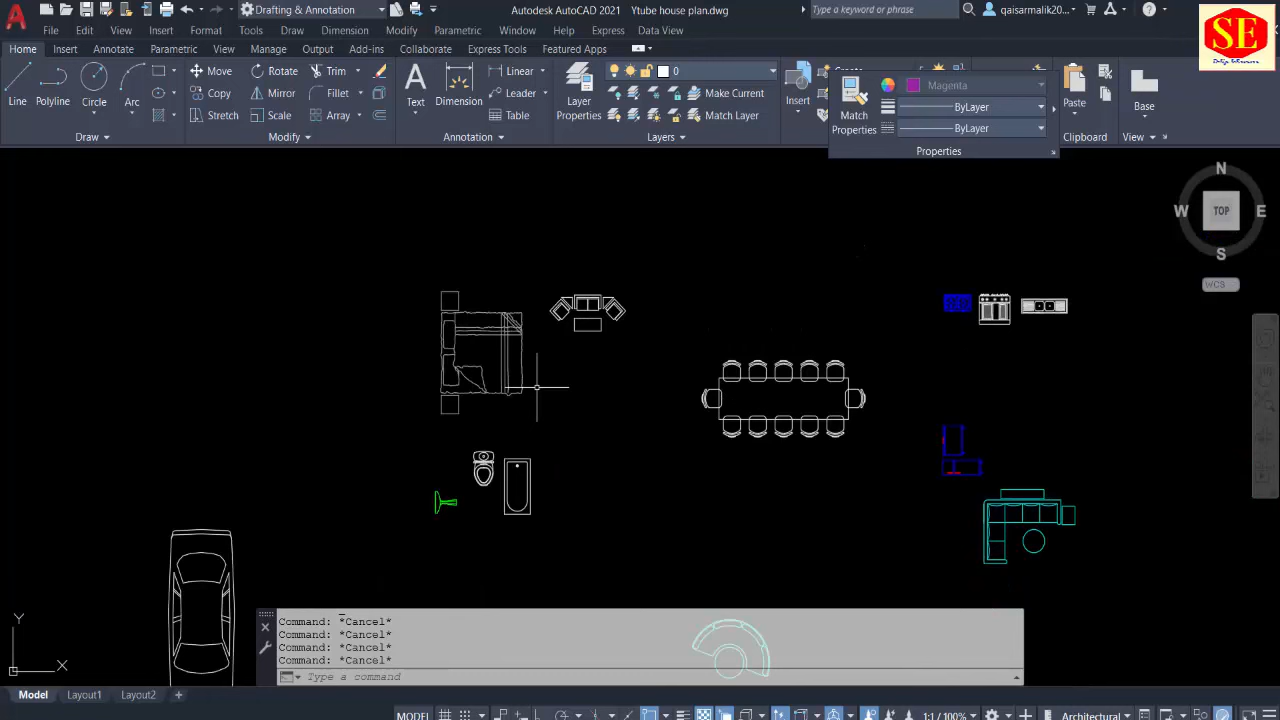 Drafting & Annotation
Autodesk AutoCAD 2021 Ytube house plan.dwg
Type a keyword or phrase
qaisarmalik20...
SE
File Edit View Insert Format Tools Draw Dimension Modify Parametric Window Help Express Data View
Home Insert Annotate Parametric View Manage Output Add-ins Collaborate Express Tools Featured Apps
Line Polyline Circle Arc
Move Rotate Trim
Copy Mirror Fillet
Stretch Scale Array
Text Dimension
Linear
Leader
Table
Layer
Properties
0
Make Current
Match Layer
Insert
Match
Properties
Magenta
ByLayer
ByLayer
Paste
Base
Draw Modify Annotation Layers Properties Clipboard View
N
W TOP E
S
WCS
Y
X
Command: *Cancel*
Command: *Cancel*
Command: *Cancel*
Command: *Cancel*
Type a command
Model Layout1 Layout2 +
MODEL 1:1 / 100% Architectural